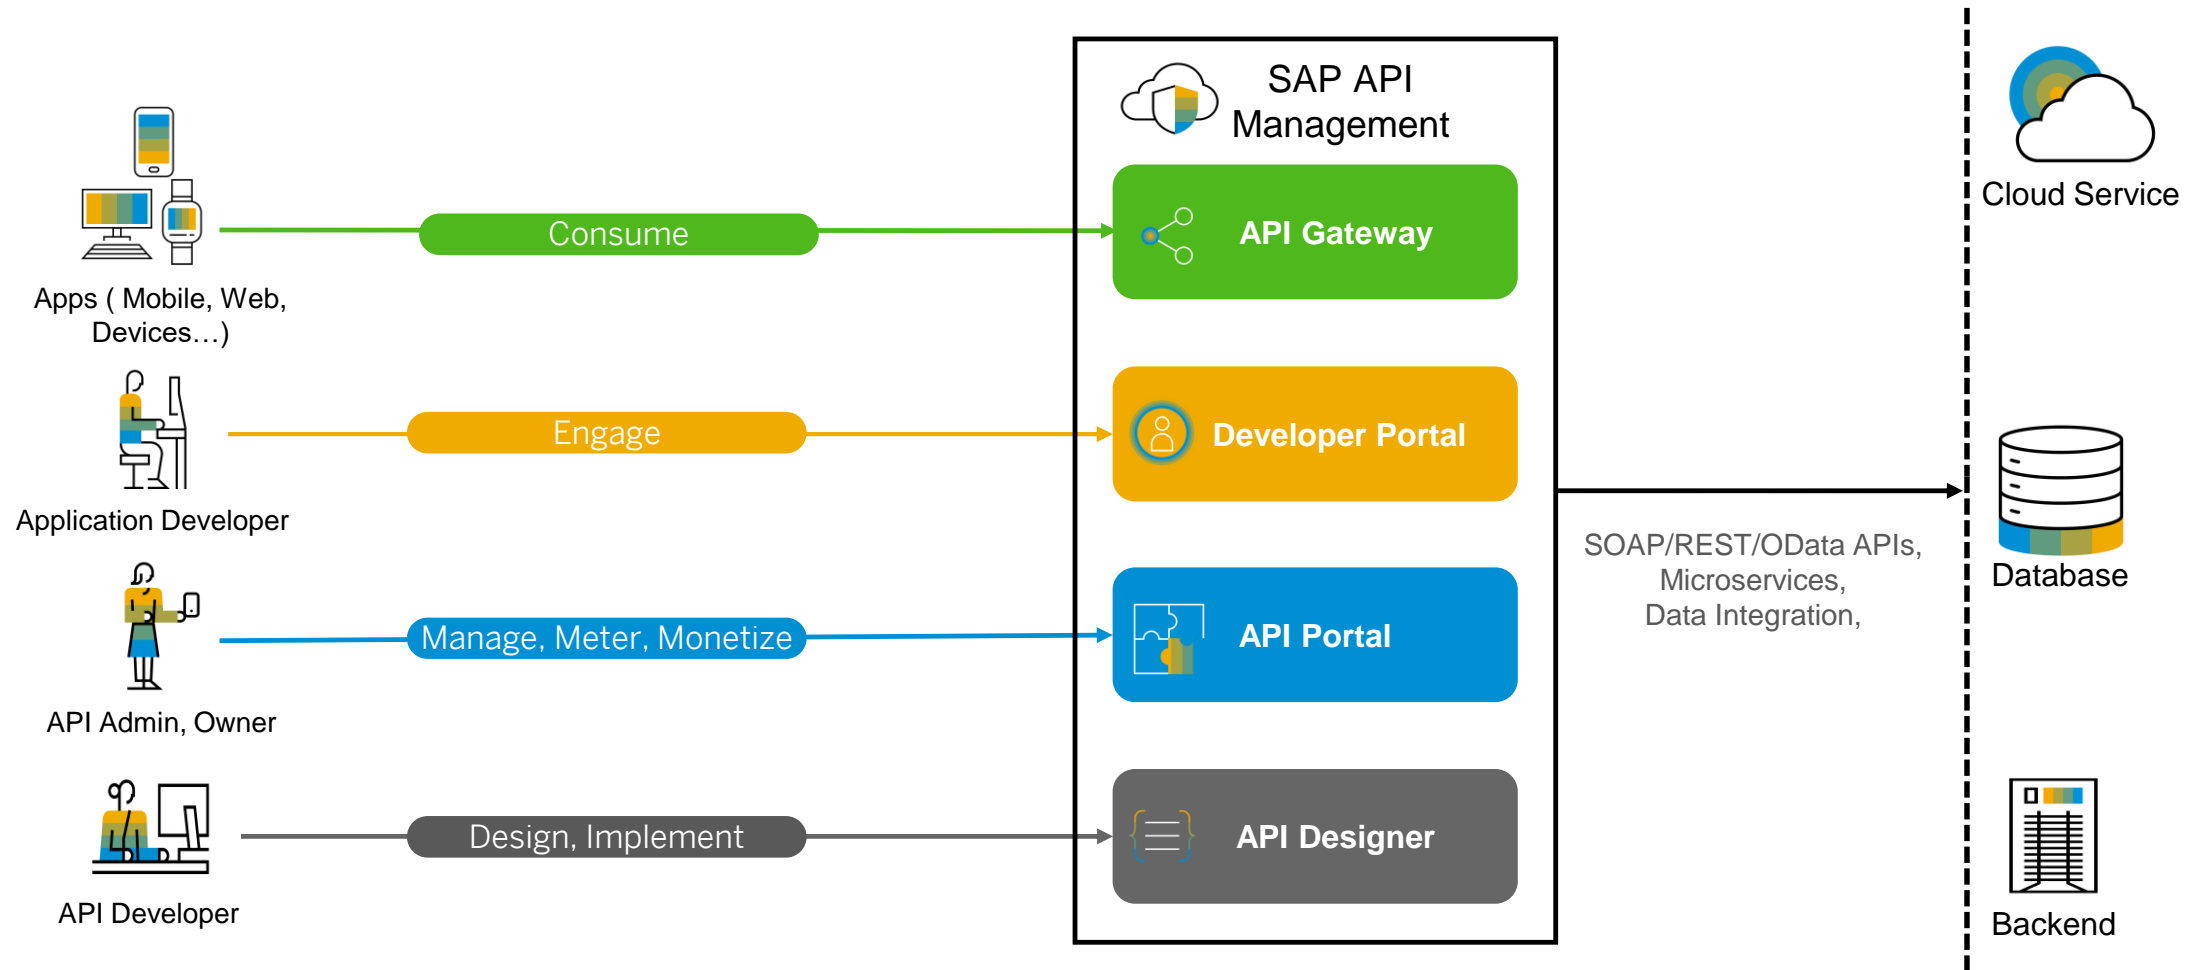 SAP API
Management
Apps ( Mobile, Web,
Devices…)
Consume
API Gateway
Application Developer
Engage
Developer Portal
API Admin, Owner
Manage, Meter, Monetize
API Portal
API Developer
Design, Implement
API Designer
SOAP/REST/OData APIs,
Microservices,
Data Integration,
Cloud Service
Database
Backend